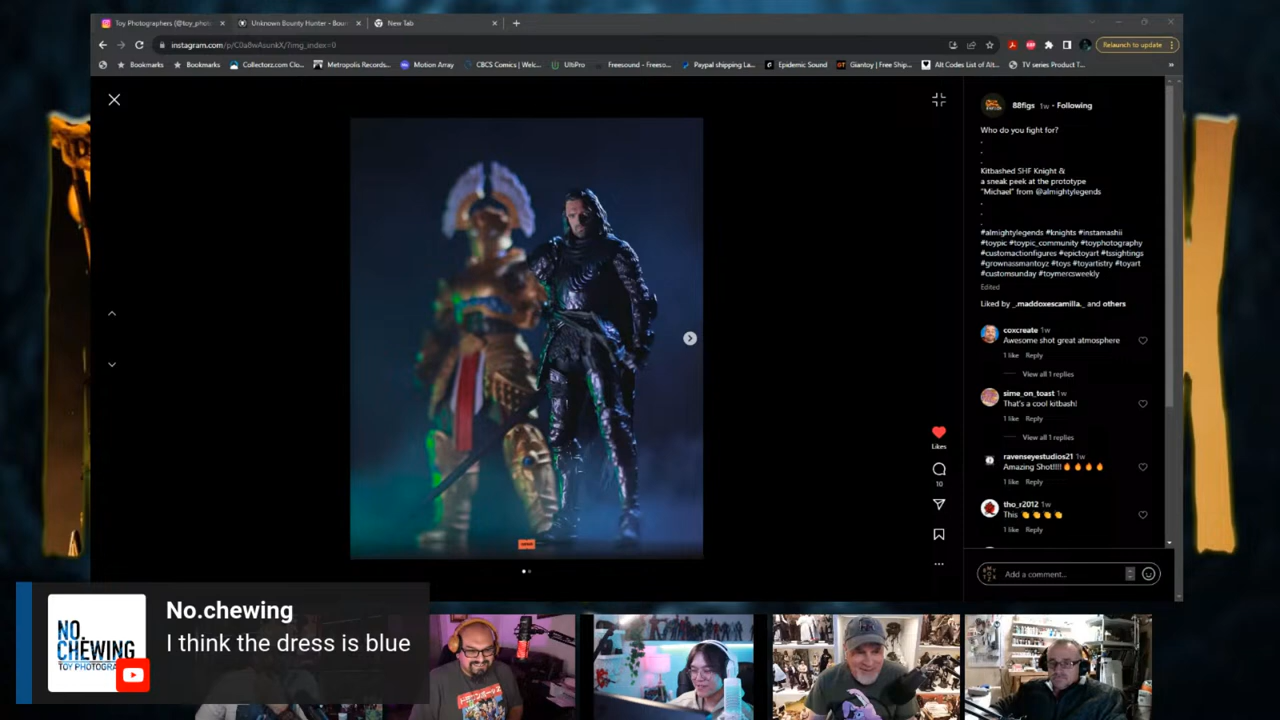 Toy Photographers (@toy_phot
Unknown Bounty Hunter - Boun
New Tab
instagram.com/p/C0a8wAsunkX/?img_index=0
Relaunch to update
Bookmarks
Bookmarks
Collectorz.com Clo...
Metropolis Records...
Motion Array
CBCS Comics | Welc...
UltiPro
Freesound - Freeso...
Paypal shipping La...
Epidemic Sound
GT
Giantoy | Free Ship...
Alt Codes List of Alt...
TV series Product T...
88figs 1w • Following
Who do you fight for?
.
.
.
Kitbashed SHF Knight &
a sneak peek at the prototype
"Michael" from @almightylegends
.
.
.
#almightylegends #knights #instamashii
#toypic #toypic_community #toyphotography
#customactionfigures #epictoyart #tssightings
#grownassmantoyz #toys #toyartistry #toyart
#customsunday #toymercsweekly
Edited
Liked by _.maddoxescamilla._ and others
coxcreate 1w
Awesome shot great atmosphere
1 like Reply
View all 1 replies
sime_on_toast 1w
That's a cool kitbash!
1 like Reply
View all 1 replies
ravenseyestudios21 1w
Amazing Shot!!!! 🔥🔥🔥🔥
1 like Reply
tho_r2012 1w
This 👏👏👏👏
1 like Reply
Likes
10
Add a comment...
NO.
CHEWING
TOY PHOTOGRA
No.chewing
I think the dress is blue